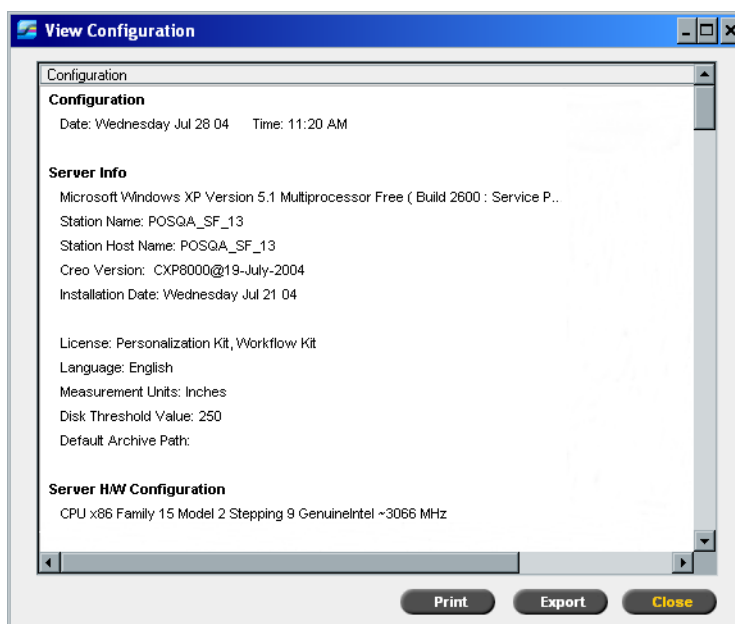 View Configuration
Configuration
Configuration
Date: Wednesday Jul 28 04 Time: 11:20 AM
Server Info
Microsoft Windows XP Version 5.1 Multiprocessor Free ( Build 2600 : Service P..
Station Name: POSQA_SF_13
Station Host Name: POSQA_SF_13
Creo Version: CXP8000@19-July-2004
Installation Date: Wednesday Jul 21 04
License: Personalization Kit, Workflow Kit
Language: English
Measurement Units: Inches
Disk Threshold Value: 250
Default Archive Path:
Server H/W Configuration
CPU x86 Family 15 Model 2 Stepping 9 GenuineIntel ~3066 MHz
Print Export Close